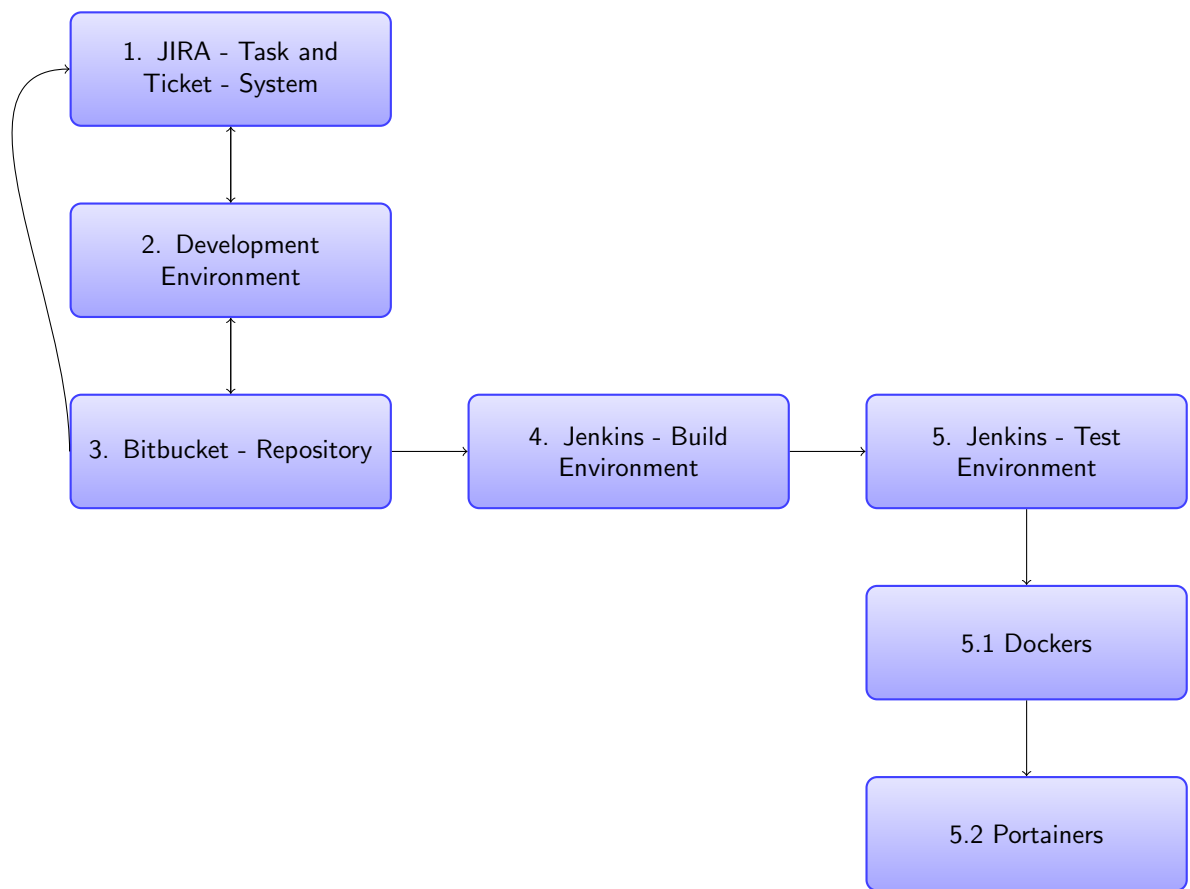 1. JIRA - Task and
Ticket - System
2. Development
Environment
3. Bitbucket - Repository
4. Jenkins - Build
Environment
5. Jenkins - Test
Environment
5.1 Dockers
5.2 Portainers